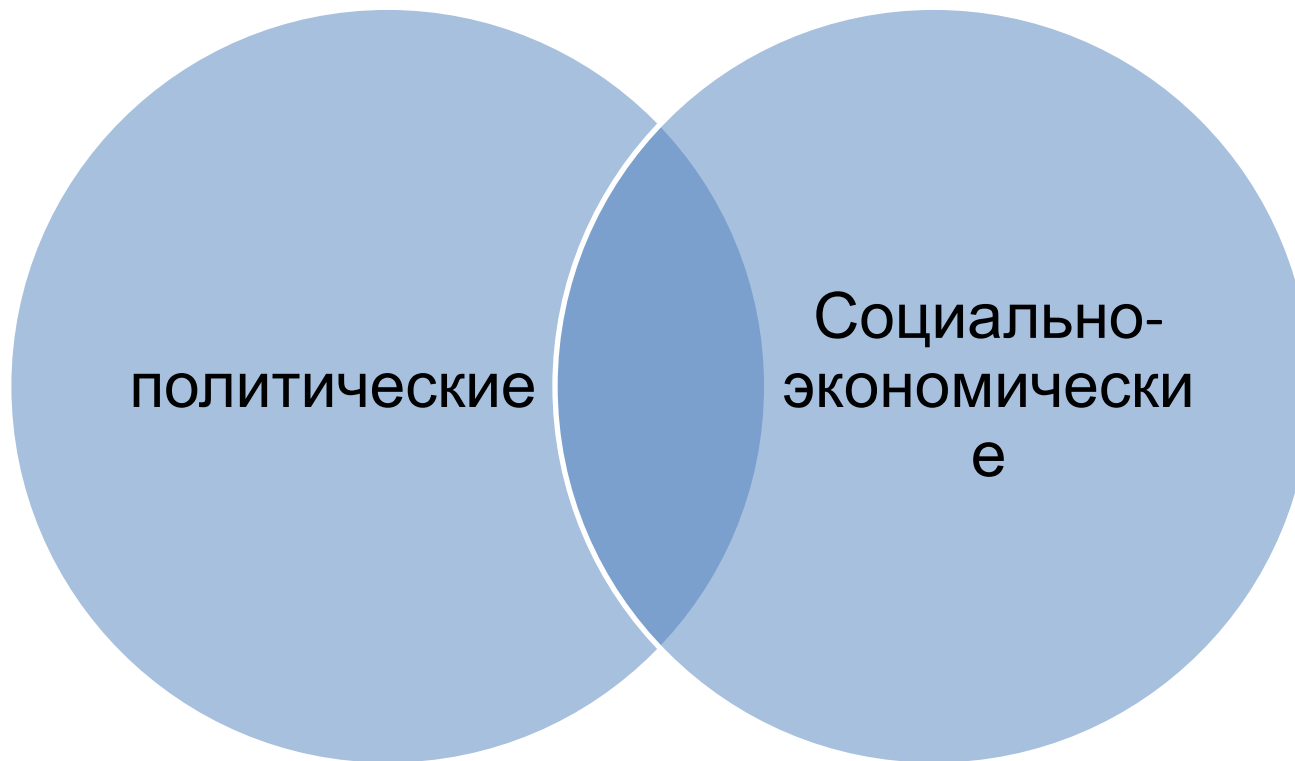 политические
Социально-
экономически
е